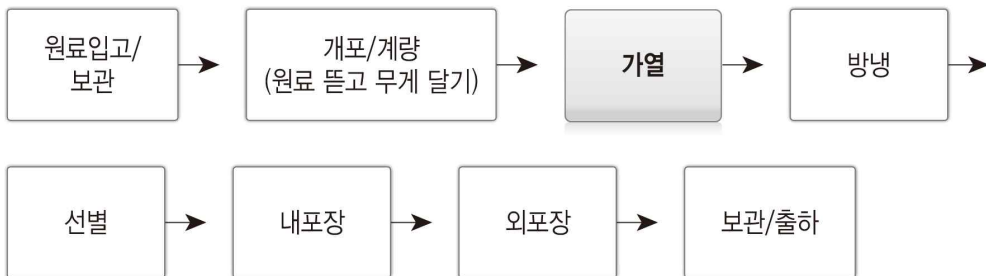 원료입고/
보관
개포/계량
(원료 뜯고 무게 달기)
가열
방냉
선별
내포장
외포장
보관/출하